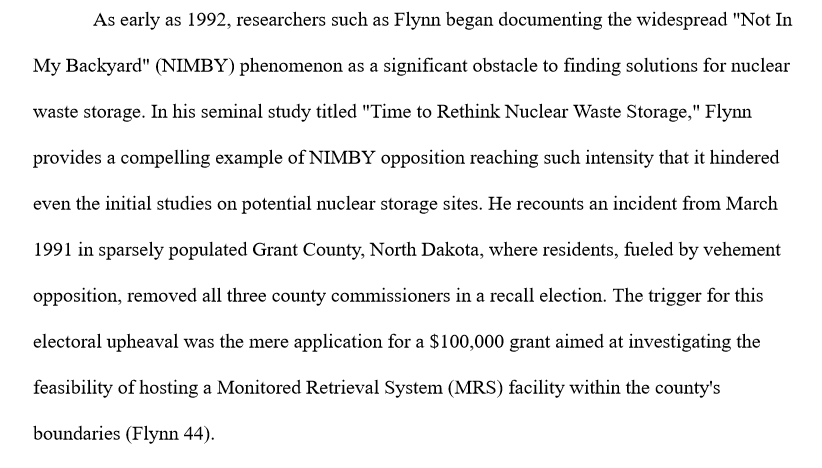 As early as 1992, researchers such as Flynn began documenting the widespread "Not In
My Backyard" (NIMBY) phenomenon as a significant obstacle to finding solutions for nuclear
waste storage. In his seminal study titled "Time to Rethink Nuclear Waste Storage," Flynn
provides a compelling example of NIMBY opposition reaching such intensity that it hindered
even the initial studies on potential nuclear storage sites. He recounts an incident from March
1991 in sparsely populated Grant County, North Dakota, where residents, fueled by vehement
opposition, removed all three county commissioners in a recall election. The trigger for this
electoral upheaval was the mere application for a $100,000 grant aimed at investigating the
feasibility of hosting a Monitored Retrieval System (MRS) facility within the county's
boundaries (Flynn 44).